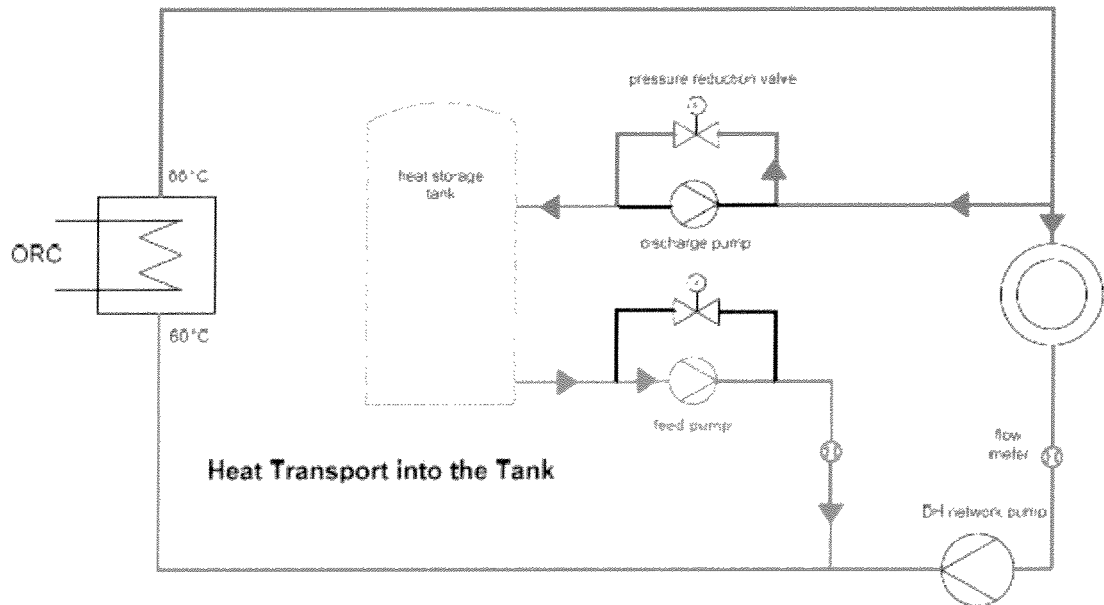 pressure reduction valve
heat storage
tank
88°C
ORC
discharge pump
60°C
feed pump
flow
meter
Heat Transport into the Tank
DH network pump